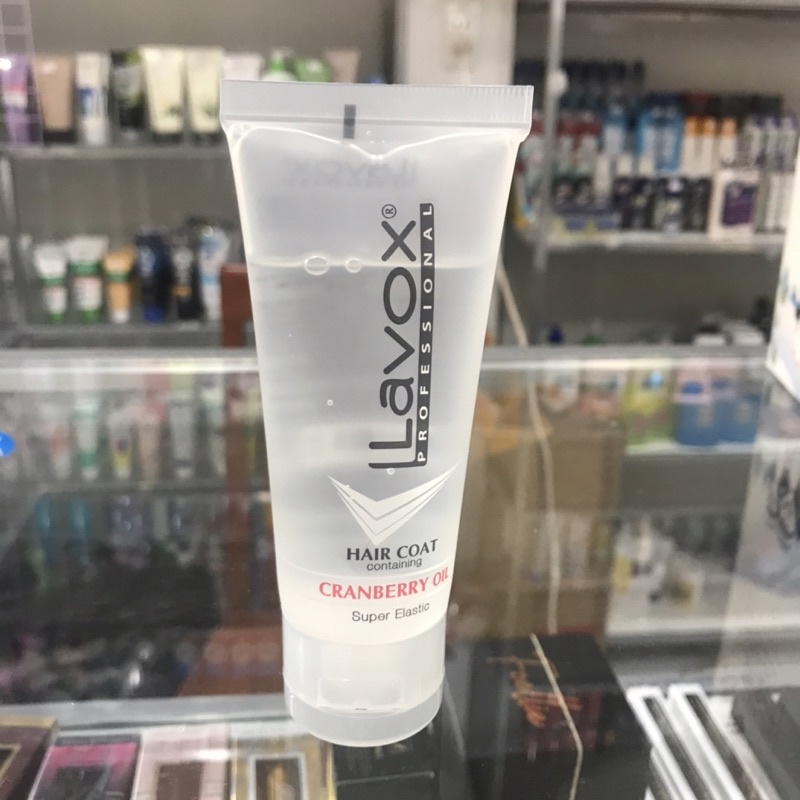 Lavox®
PROFESSIONAL
HAIR COAT
containing
CRANBERRY OIL
Super Elastic